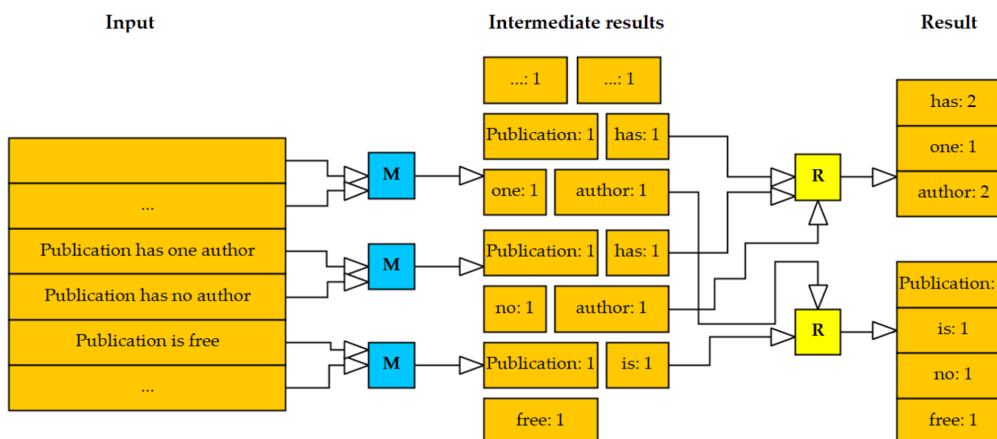 Input
Intermediate results
Result
...
Publication has one author
Publication has no author
Publication is free
...
M
M
M
...: 1
...: 1
Publication: 1
has: 1
one: 1
author: 1
Publication: 1
has: 1
no: 1
author: 1
Publication: 1
is: 1
free: 1
R
R
has: 2
one: 1
author: 2
Publication:
is: 1
no: 1
free: 1